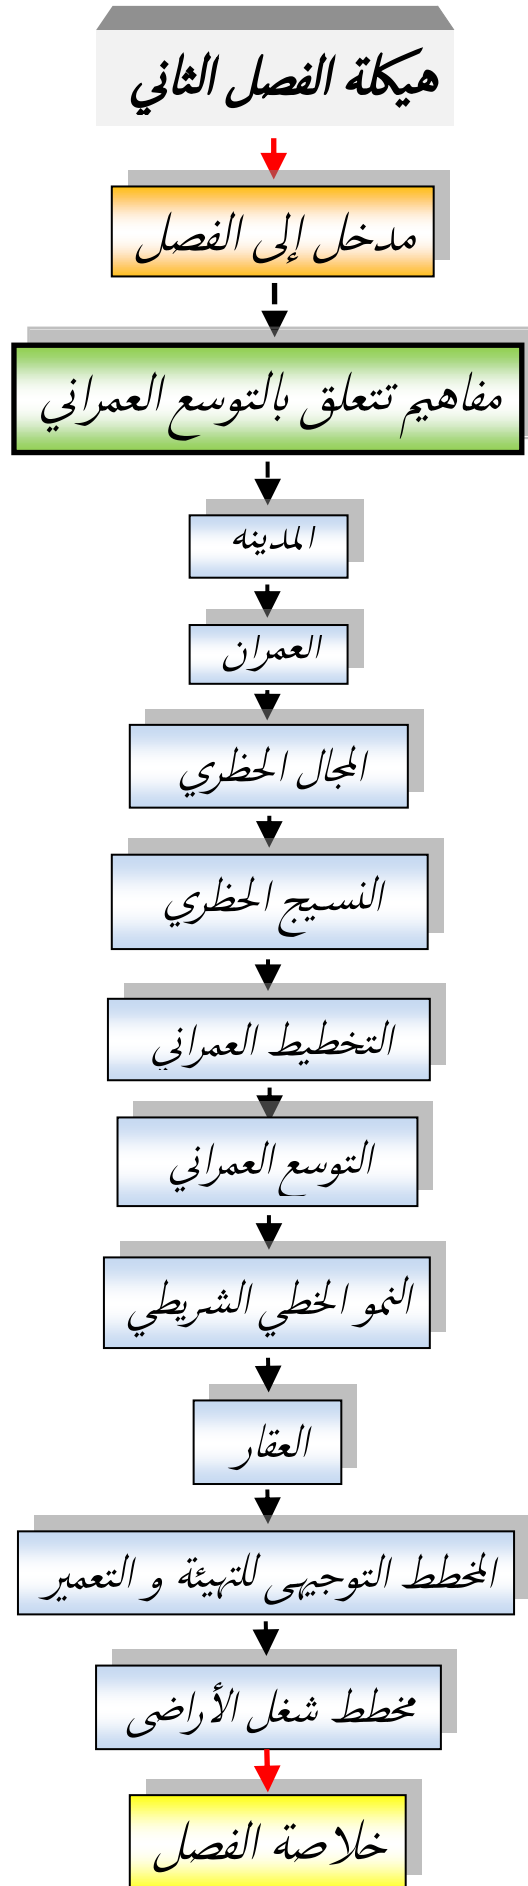 هيكلة الفصل الثاني
مدخل إلى الفصل
مفاهيم تتعلق بالتوسع العمراني
المدينه
العمران
المجال الحظري
النسيج الحظري
التخطيط العمراني
التوسع العمراني
النمو الخطي الشريطي
العقار
المخطط التوجيهى للتهيئة و التعمير
مخطط شغل الأراضى
خلاصة الفصل